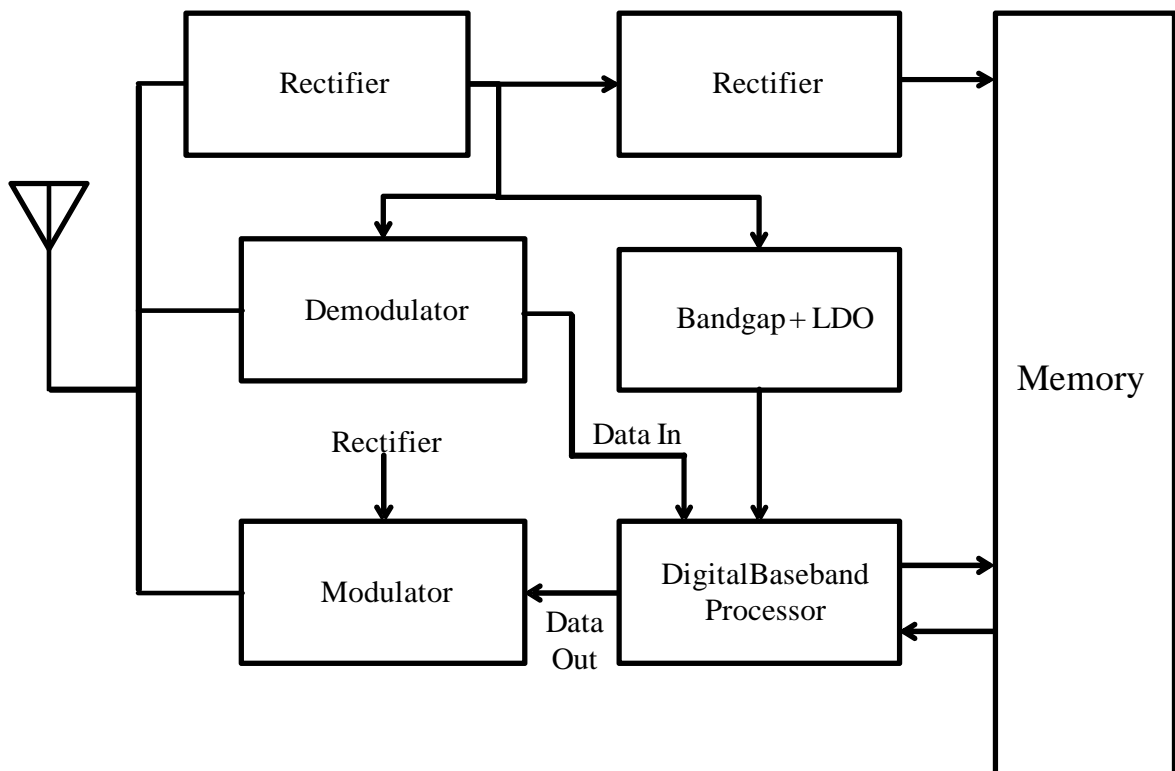 Rectifier
Rectifier
Demodulator
Bandgap + LDO
Memory
Rectifier
Data In
Modulator
Data
Out
DigitalBaseband
Processor